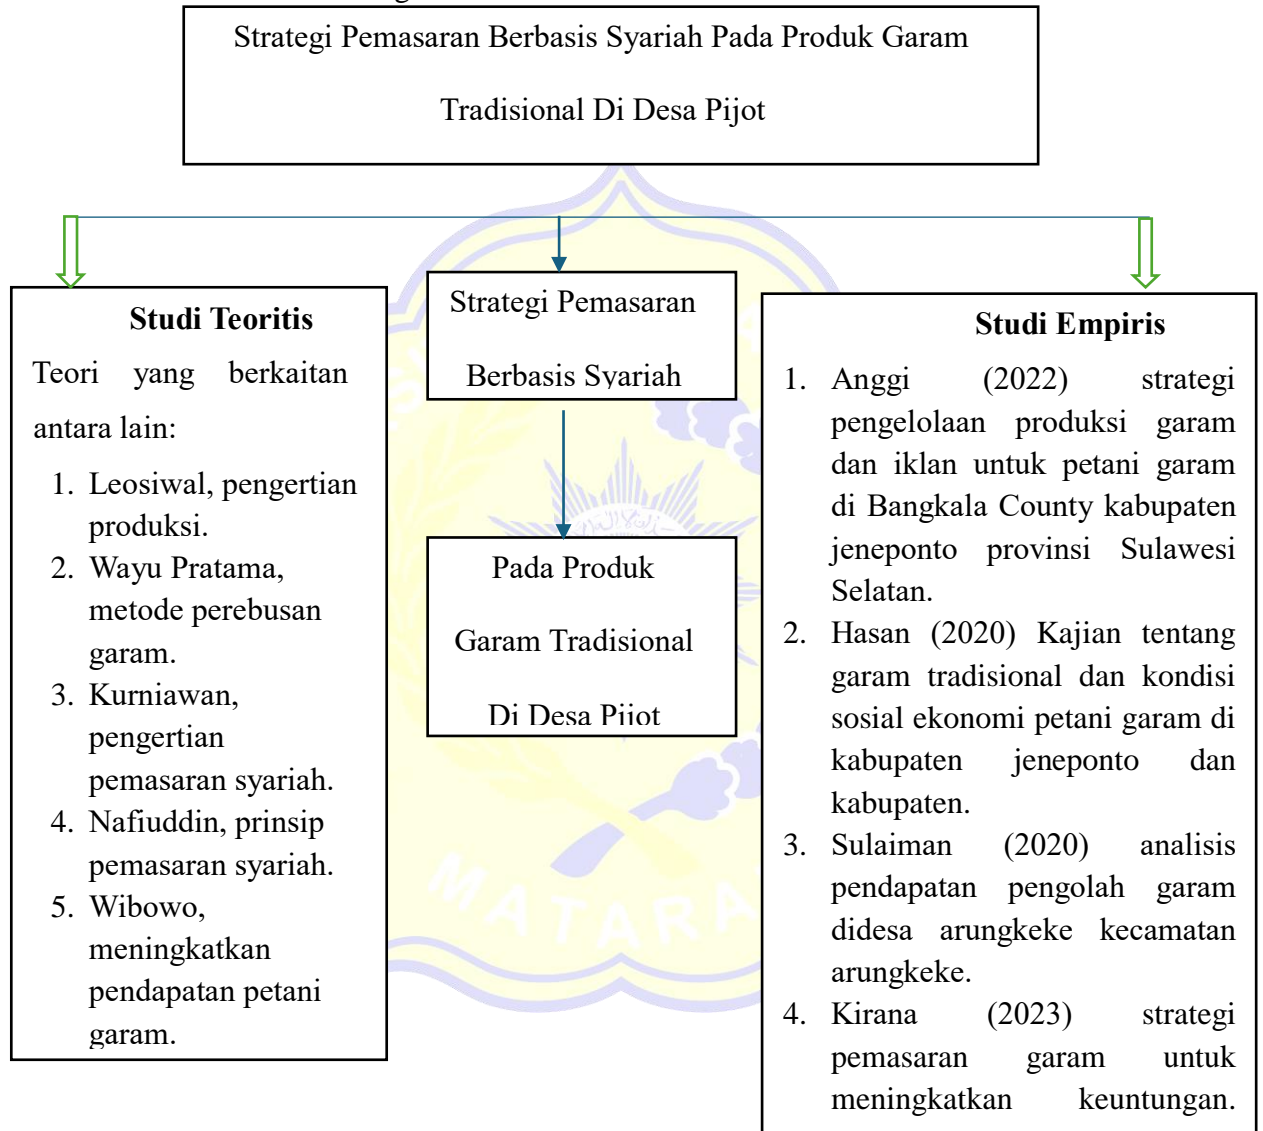 Strategi Pemasaran Berbasis Syariah Pada Produk Garam
Tradisional Di Desa Pijot
Studi Teoritis
Teori yang berkaitan
antara lain:
1. Leosiwal, pengertian
produksi.
2. Wayu Pratama,
metode perebusan
garam.
3. Kurniawan,
pengertian
pemasaran syariah.
4. Nafiuddin, prinsip
pemasaran syariah.
5. Wibowo,
meningkatkan
pendapatan petani
garam.
Strategi Pemasaran
Berbasis Syariah
Pada Produk
Garam Tradisional
Di Desa Pijot
Studi Empiris
1. Anggi (2022) strategi
pengelolaan produksi garam
dan iklan untuk petani garam
di Bangkala County kabupaten
jeneponto provinsi Sulawesi
Selatan.
2. Hasan (2020) Kajian tentang
garam tradisional dan kondisi
sosial ekonomi petani garam di
kabupaten jeneponto dan
kabupaten.
3. Sulaiman (2020) analisis
pendapatan pengolah garam
didesa arungkeke kecamatan
arungkeke.
4. Kirana (2023) strategi
pemasaran garam untuk
meningkatkan keuntungan.